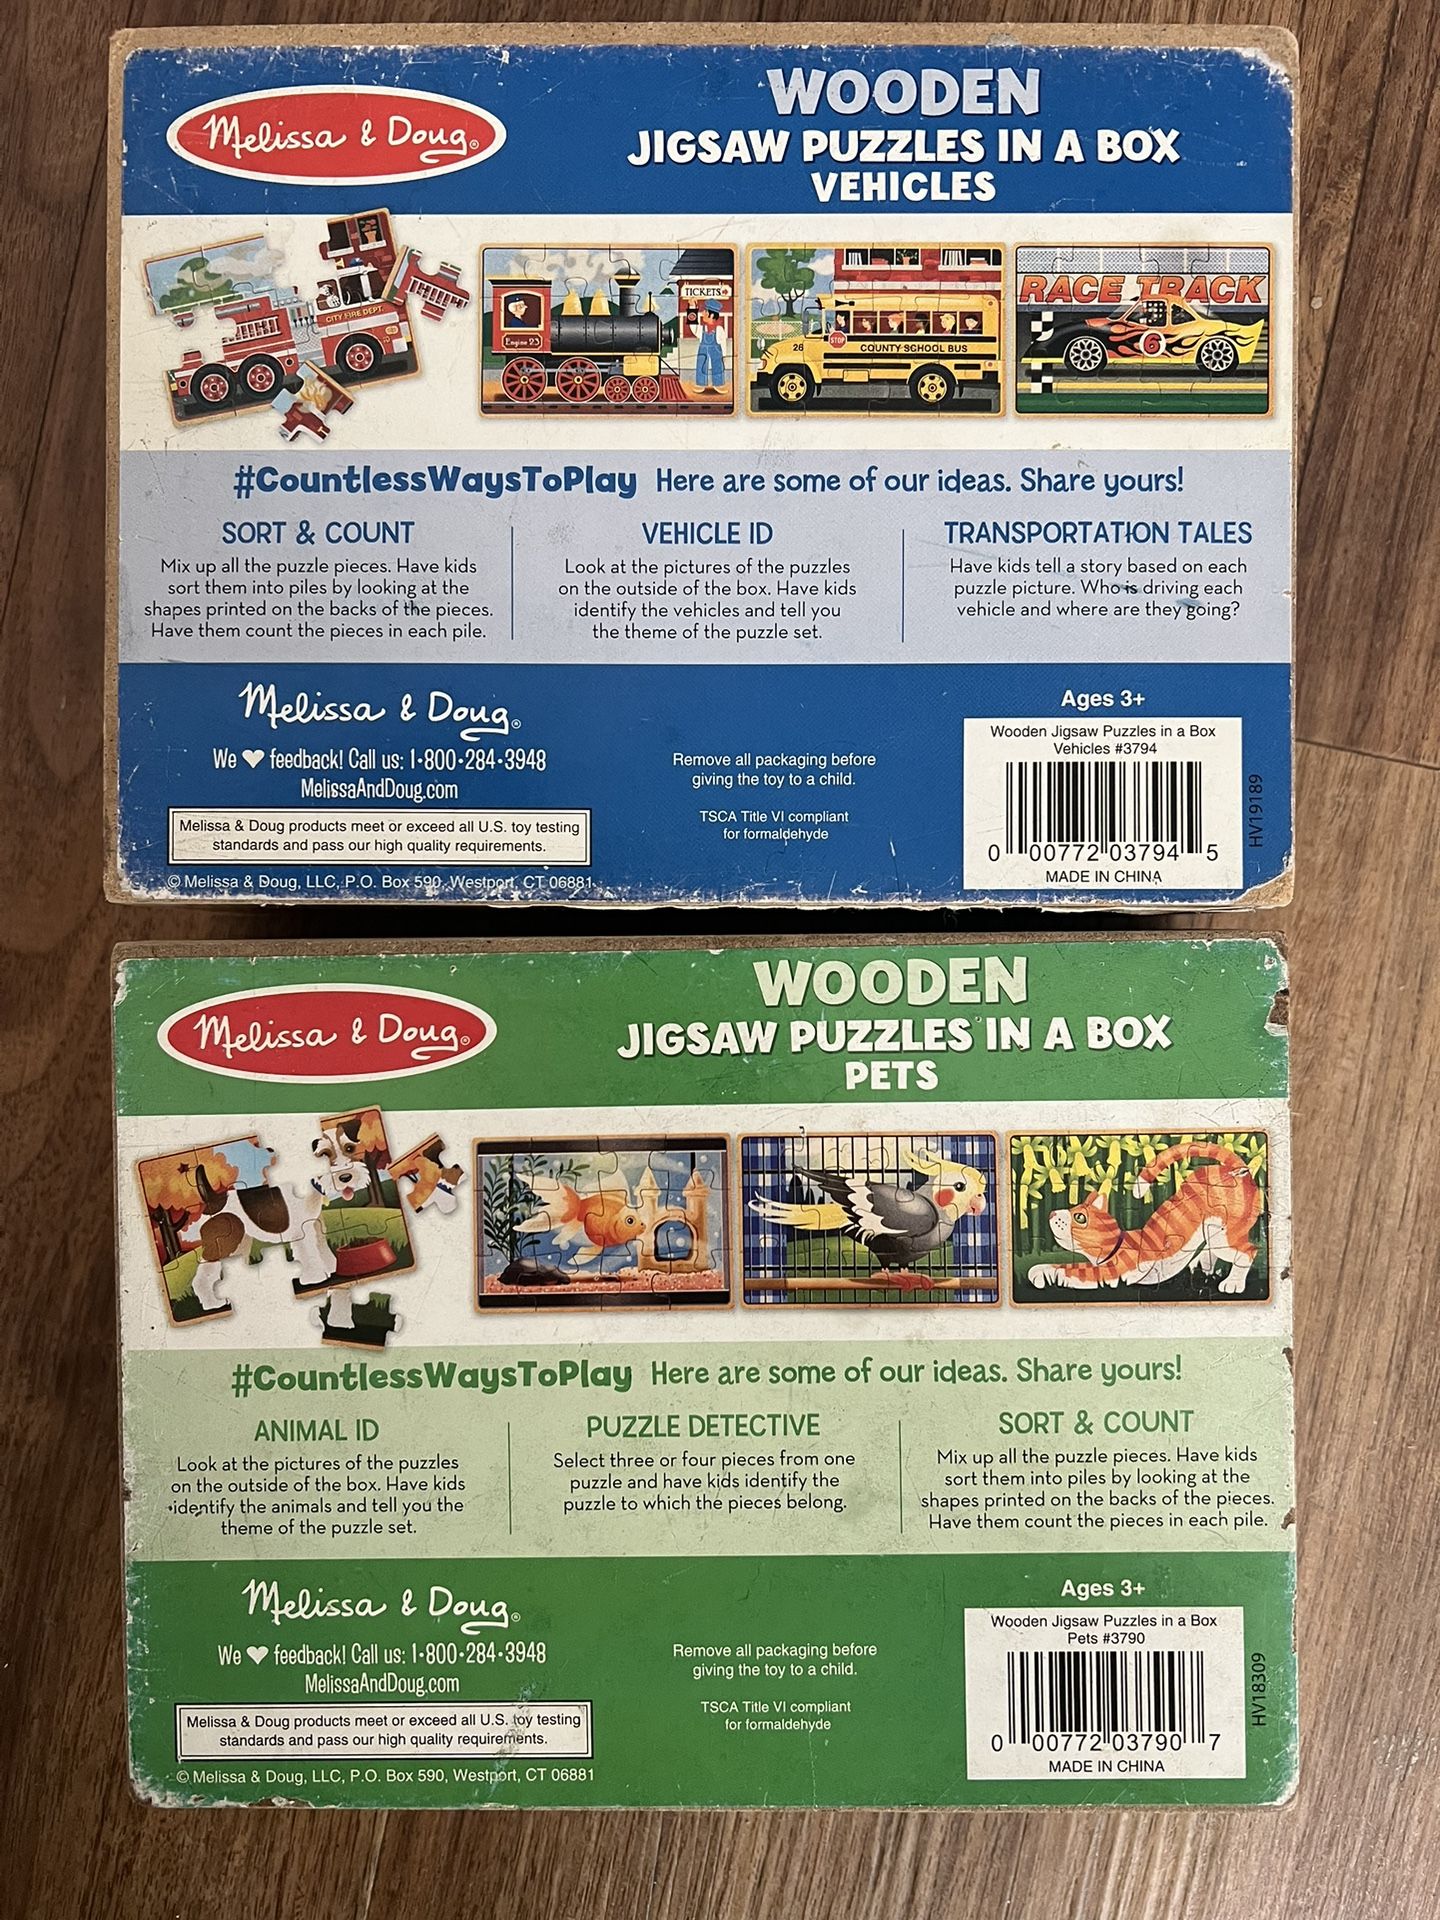 Melissa & Doug®
WOODEN
JIGSAW PUZZLES IN A BOX
VEHICLES
CITY FIRE DEPT.
TICKETS
Engine 23
STOP
28
COUNTY SCHOOL BUS
RACE TRACK
6
#CountlessWaysToPlay Here are some of our ideas. Share yours!
SORT & COUNT
Mix up all the puzzle pieces. Have kids
sort them into piles by looking at the
shapes printed on the backs of the pieces.
Have them count the pieces in each pile.
VEHICLE ID
Look at the pictures of the puzzles
on the outside of the box. Have kids
identify the vehicles and tell you
the theme of the puzzle set.
TRANSPORTATION TALES
Have kids tell a story based on each
puzzle picture. Who is driving each
vehicle and where are they going?
Melissa & Doug®
We ♥ feedback! Call us: 1-800-284-3948
MelissaAndDoug.com
Melissa & Doug products meet or exceed all U.S. toy testing
standards and pass our high quality requirements.
© Melissa & Doug, LLC, P.O. Box 590, Westport, CT 06881
Remove all packaging before
giving the toy to a child.
TSCA Title VI compliant
for formaldehyde
Ages 3+
Wooden Jigsaw Puzzles in a Box
Vehicles #3794
0 00772 03794 5
MADE IN CHINA
HV19189
Melissa & Doug®
WOODEN
JIGSAW PUZZLES IN A BOX
PETS
#CountlessWaysToPlay Here are some of our ideas. Share yours!
ANIMAL ID
Look at the pictures of the puzzles
on the outside of the box. Have kids
identify the animals and tell you the
theme of the puzzle set.
PUZZLE DETECTIVE
Select three or four pieces from one
puzzle and have kids identify the
puzzle to which the pieces belong.
SORT & COUNT
Mix up all the puzzle pieces. Have kids
sort them into piles by looking at the
shapes printed on the backs of the pieces.
Have them count the pieces in each pile.
Melissa & Doug®
We ♥ feedback! Call us: 1-800-284-3948
MelissaAndDoug.com
Melissa & Doug products meet or exceed all U.S. toy testing
standards and pass our high quality requirements.
© Melissa & Doug, LLC, P.O. Box 590, Westport, CT 06881
Remove all packaging before
giving the toy to a child.
TSCA Title VI compliant
for formaldehyde
Ages 3+
Wooden Jigsaw Puzzles in a Box
Pets #3790
0 00772 03790 7
MADE IN CHINA
HV18309